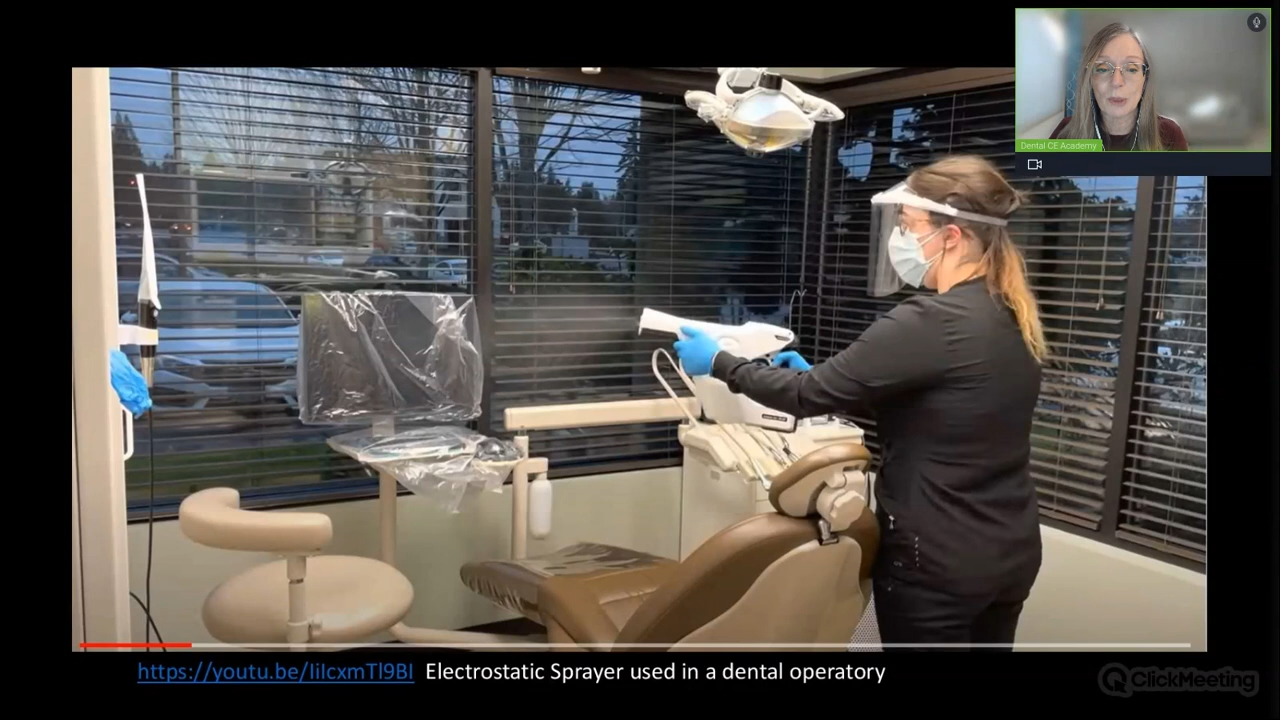 Dental CE Academy
https://youtu.be/IiIcxmTl9BI Electrostatic Sprayer used in a dental operatory
ClickMeeting